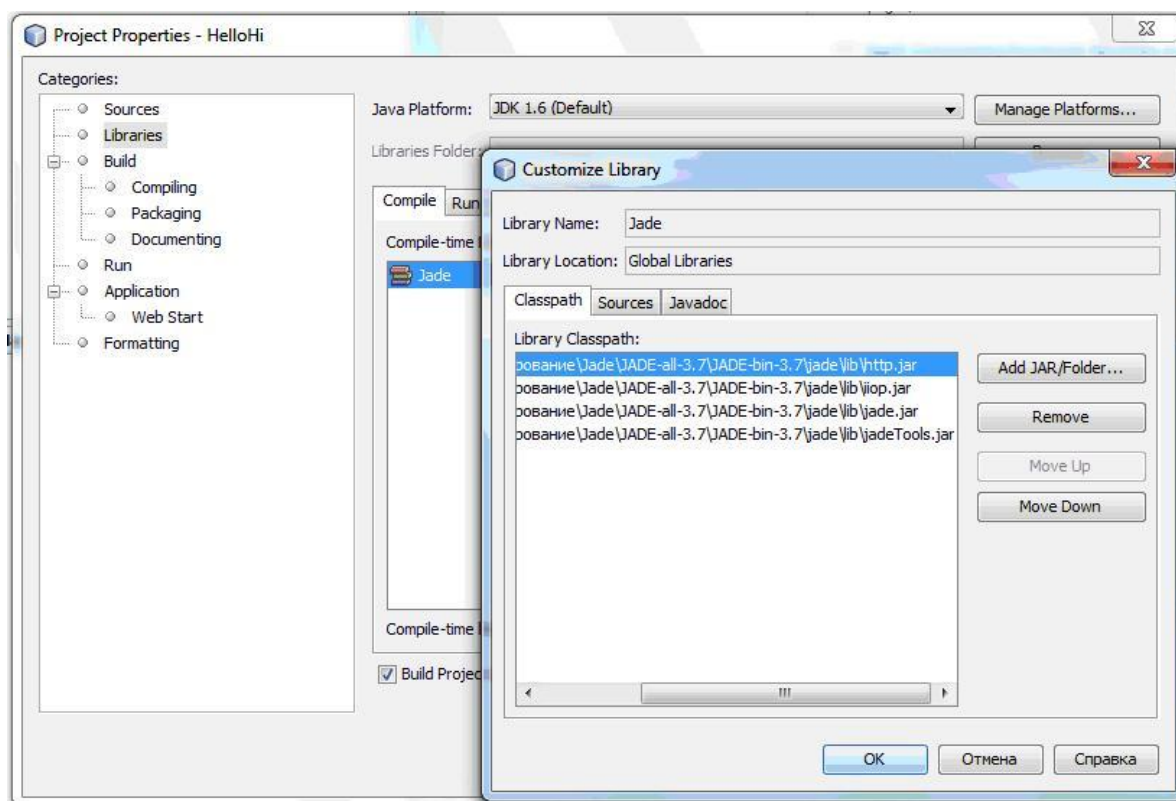 Project Properties - HelloHi
Categories:
Sources
Libraries
Build
Compiling
Packaging
Documenting
Run
Application
Web Start
Formatting
Java Platform: JDK 1.6 (Default) Manage Platforms...
Libraries Folder:
Compile Run
Compile-time
Jade
Compile-time
Build
Customize Library
Library Name: Jade
Library Location: Global Libraries
Classpath Sources Javadoc
Library Classpath:
рование\Jade\JADE-all-3.7\JADE-bin-3.7\jade\lib\http.jar
рование\Jade\JADE-all-3.7\JADE-bin-3.7\jade\lib\iiop.jar
рование\Jade\JADE-all-3.7\JADE-bin-3.7\jade\lib\jade.jar
рование\Jade\JADE-all-3.7\JADE-bin-3.7\jade\lib\jadeTools.jar
Add JAR/Folder...
Remove
Move Up
Move Down
OK Отмена Справка